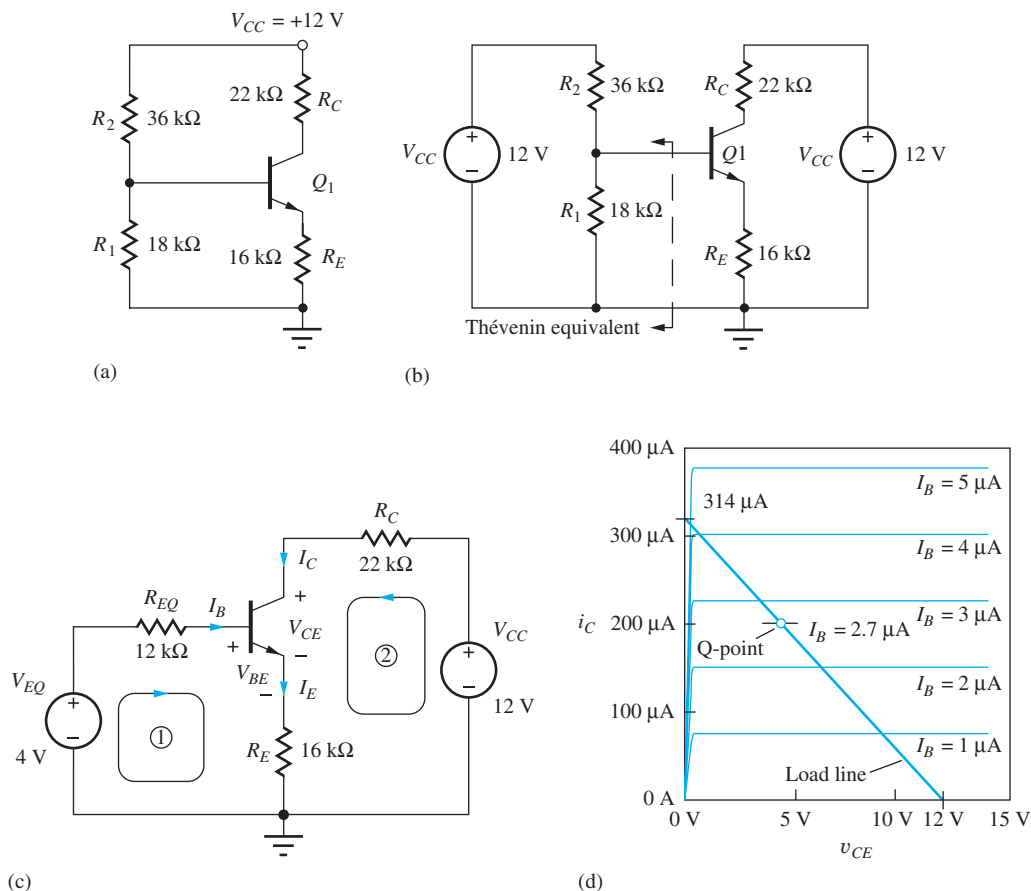 V_CC = +12 V
22 kΩ
R_C
R_2
36 kΩ
Q_1
R_1
18 kΩ
16 kΩ
R_E
(a)
R_2
36 kΩ
R_C
22 kΩ
V_CC
+
−
12 V
Q1
V_CC
+
−
12 V
R_1
18 kΩ
R_E
16 kΩ
Thévenin equivalent
(b)
R_C
22 kΩ
I_C
R_EQ
I_B
12 kΩ
+
V_CE
−
+
V_BE
−
I_E
②
V_CC
+
−
12 V
V_EQ
+
−
4 V
①
R_E
16 kΩ
(c)
400 µA
I_B = 5 µA
314 µA
300 µA
I_B = 4 µA
I_B = 3 µA
i_C
200 µA
I_B = 2.7 µA
Q-point
I_B = 2 µA
100 µA
I_B = 1 µA
Load line
0 A
0 V
5 V
10 V
12 V
15 V
v_CE
(d)